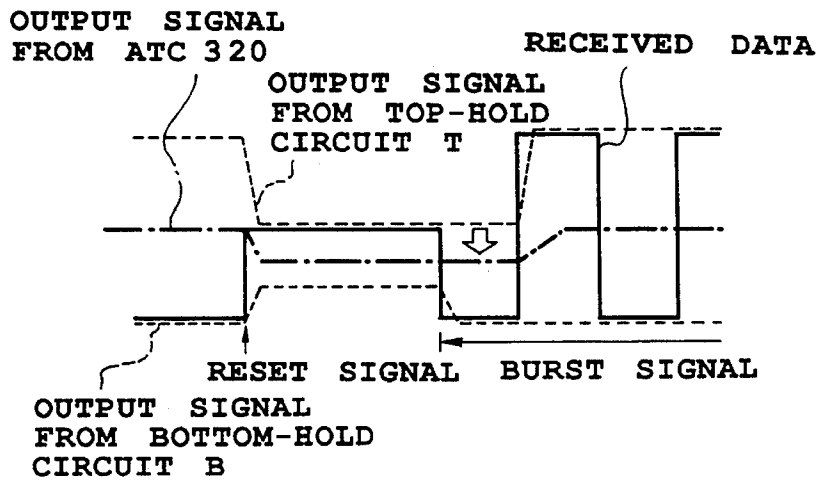 OUTPUT SIGNAL
FROM ATC 320
RECEIVED DATA
OUTPUT SIGNAL
FROM TOP-HOLD
CIRCUIT T
RESET SIGNAL
BURST SIGNAL
OUTPUT SIGNAL
FROM BOTTOM-HOLD
CIRCUIT B